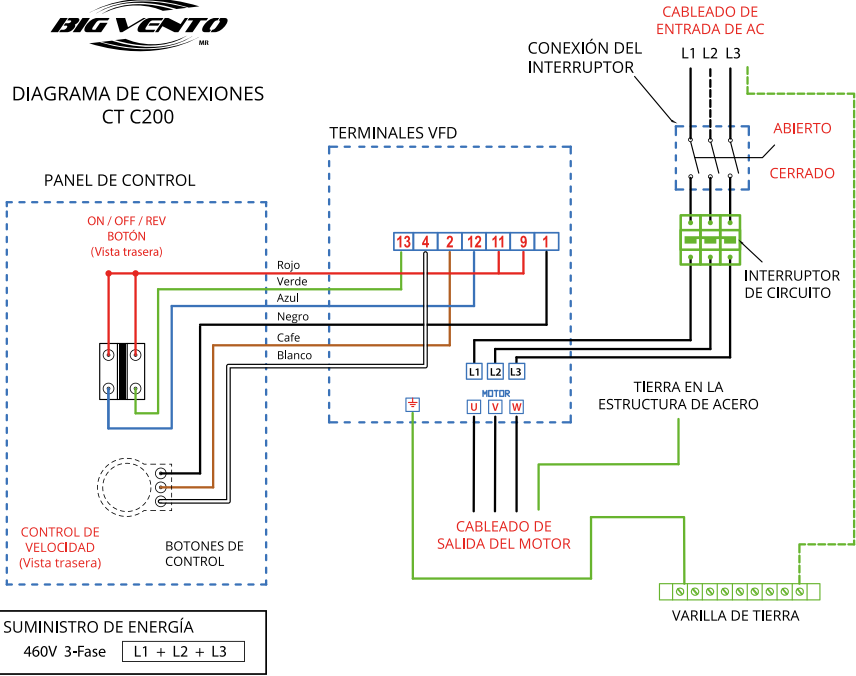 BIG VENTO
MR
DIAGRAMA DE CONEXIONES
CT C200
CABLEADO DE
ENTRADA DE AC
L1 L2 L3
CONEXIÓN DEL
INTERRUPTOR
ABIERTO
CERRADO
INTERRUPTOR
DE CIRCUITO
TERMINALES VFD
13 4 2 12 11 9 1
PANEL DE CONTROL
ON / OFF / REV
BOTÓN
(Vista trasera)
Rojo
Verde
Azul
Negro
Cafe
Blanco
L1 L2 L3
MOTOR
U V W
TIERRA EN LA
ESTRUCTURA DE ACERO
CABLEADO DE
SALIDA DEL MOTOR
CONTROL DE
VELOCIDAD
(Vista trasera)
BOTONES DE
CONTROL
VARILLA DE TIERRA
SUMINISTRO DE ENERGÍA
460V 3-Fase L1 + L2 + L3